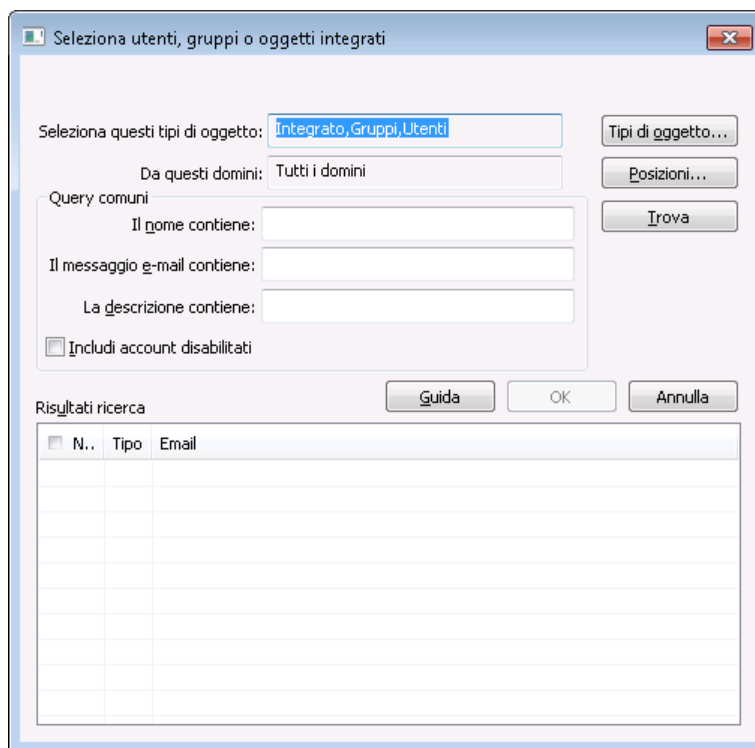 Seleziona utenti, gruppi o oggetti integrati
Seleziona questi tipi di oggetto: Integrato,Gruppi,Utenti Tipi di oggetto...
Da questi domini: Tutti i domini Posizioni...
Query comuni
Il nome contiene: Trova
Il messaggio e-mail contiene:
La descrizione contiene:
Includi account disabilitati
Guida OK Annulla
Risultati ricerca
N.. Tipo Email